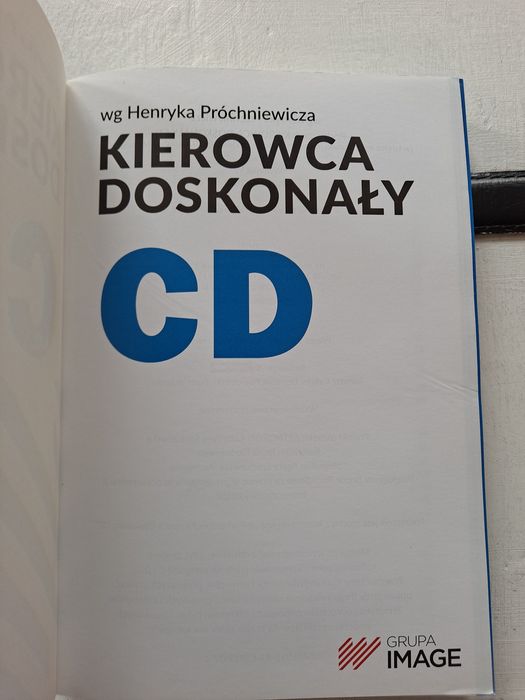 wg Henryka Próchniewicza
KIEROWCA
DOSKONAŁY
CD
GRUPA
IMAGE